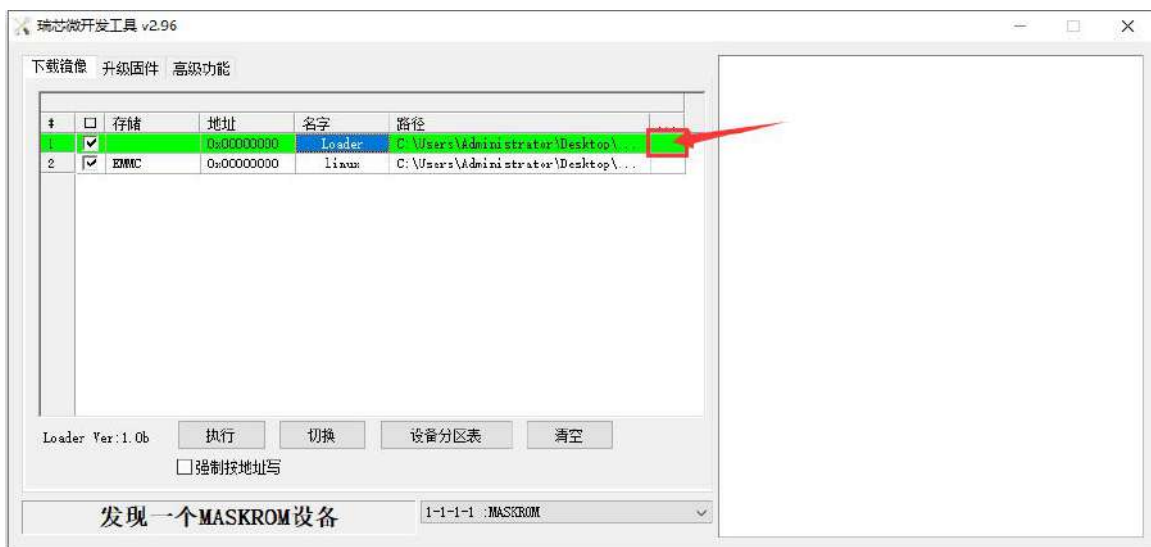 瑞芯微开发工具 v2.96
下载镜像 升级固件 高级功能
# 存储 地址 名字 路径 ...
1 0x00000000 Loader C:\Users\Administrator\Desktop\...
2 EMMC 0x00000000 linux C:\Users\Administrator\Desktop\...
Loader Ver:1.0b 执行 切换 设备分区表 清空
强制按地址写
发现一个MASKROM设备 1-1-1-1 :MASKROM